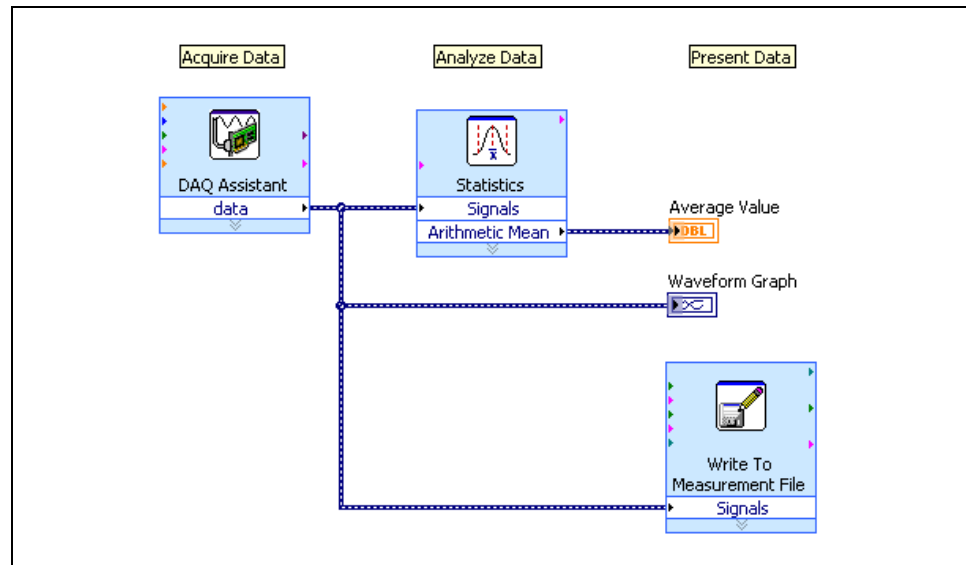 Acquire Data
Analyze Data
Present Data
DAQ Assistant
data
x
Statistics
Signals
Arithmetic Mean
Average Value
DBL
Waveform Graph
Write To
Measurement File
Signals